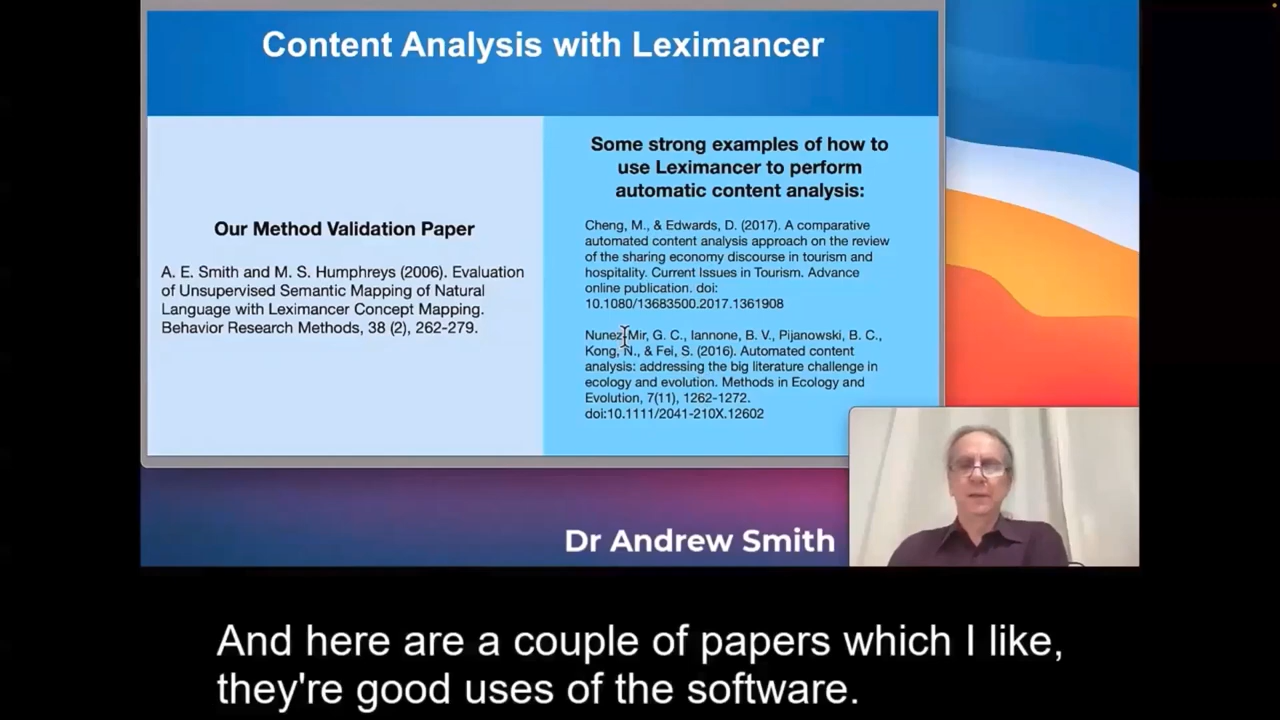 Content Analysis with Leximancer
Our Method Validation Paper
A. E. Smith and M. S. Humphreys (2006). Evaluation
of Unsupervised Semantic Mapping of Natural
Language with Leximancer Concept Mapping.
Behavior Research Methods, 38 (2), 262-279.
Some strong examples of how to
use Leximancer to perform
automatic content analysis:
Cheng, M., & Edwards, D. (2017). A comparative
automated content analysis approach on the review
of the sharing economy discourse in tourism and
hospitality. Current Issues in Tourism. Advance
online publication. doi:
10.1080/13683500.2017.1361908
Nunez-Mir, G. C., Iannone, B. V., Pijanowski, B. C.,
Kong, N., & Fei, S. (2016). Automated content
analysis: addressing the big literature challenge in
ecology and evolution. Methods in Ecology and
Evolution, 7(11), 1262-1272.
doi:10.1111/2041-210X.12602
Dr Andrew Smith
And here are a couple of papers which I like,
they're good uses of the software.